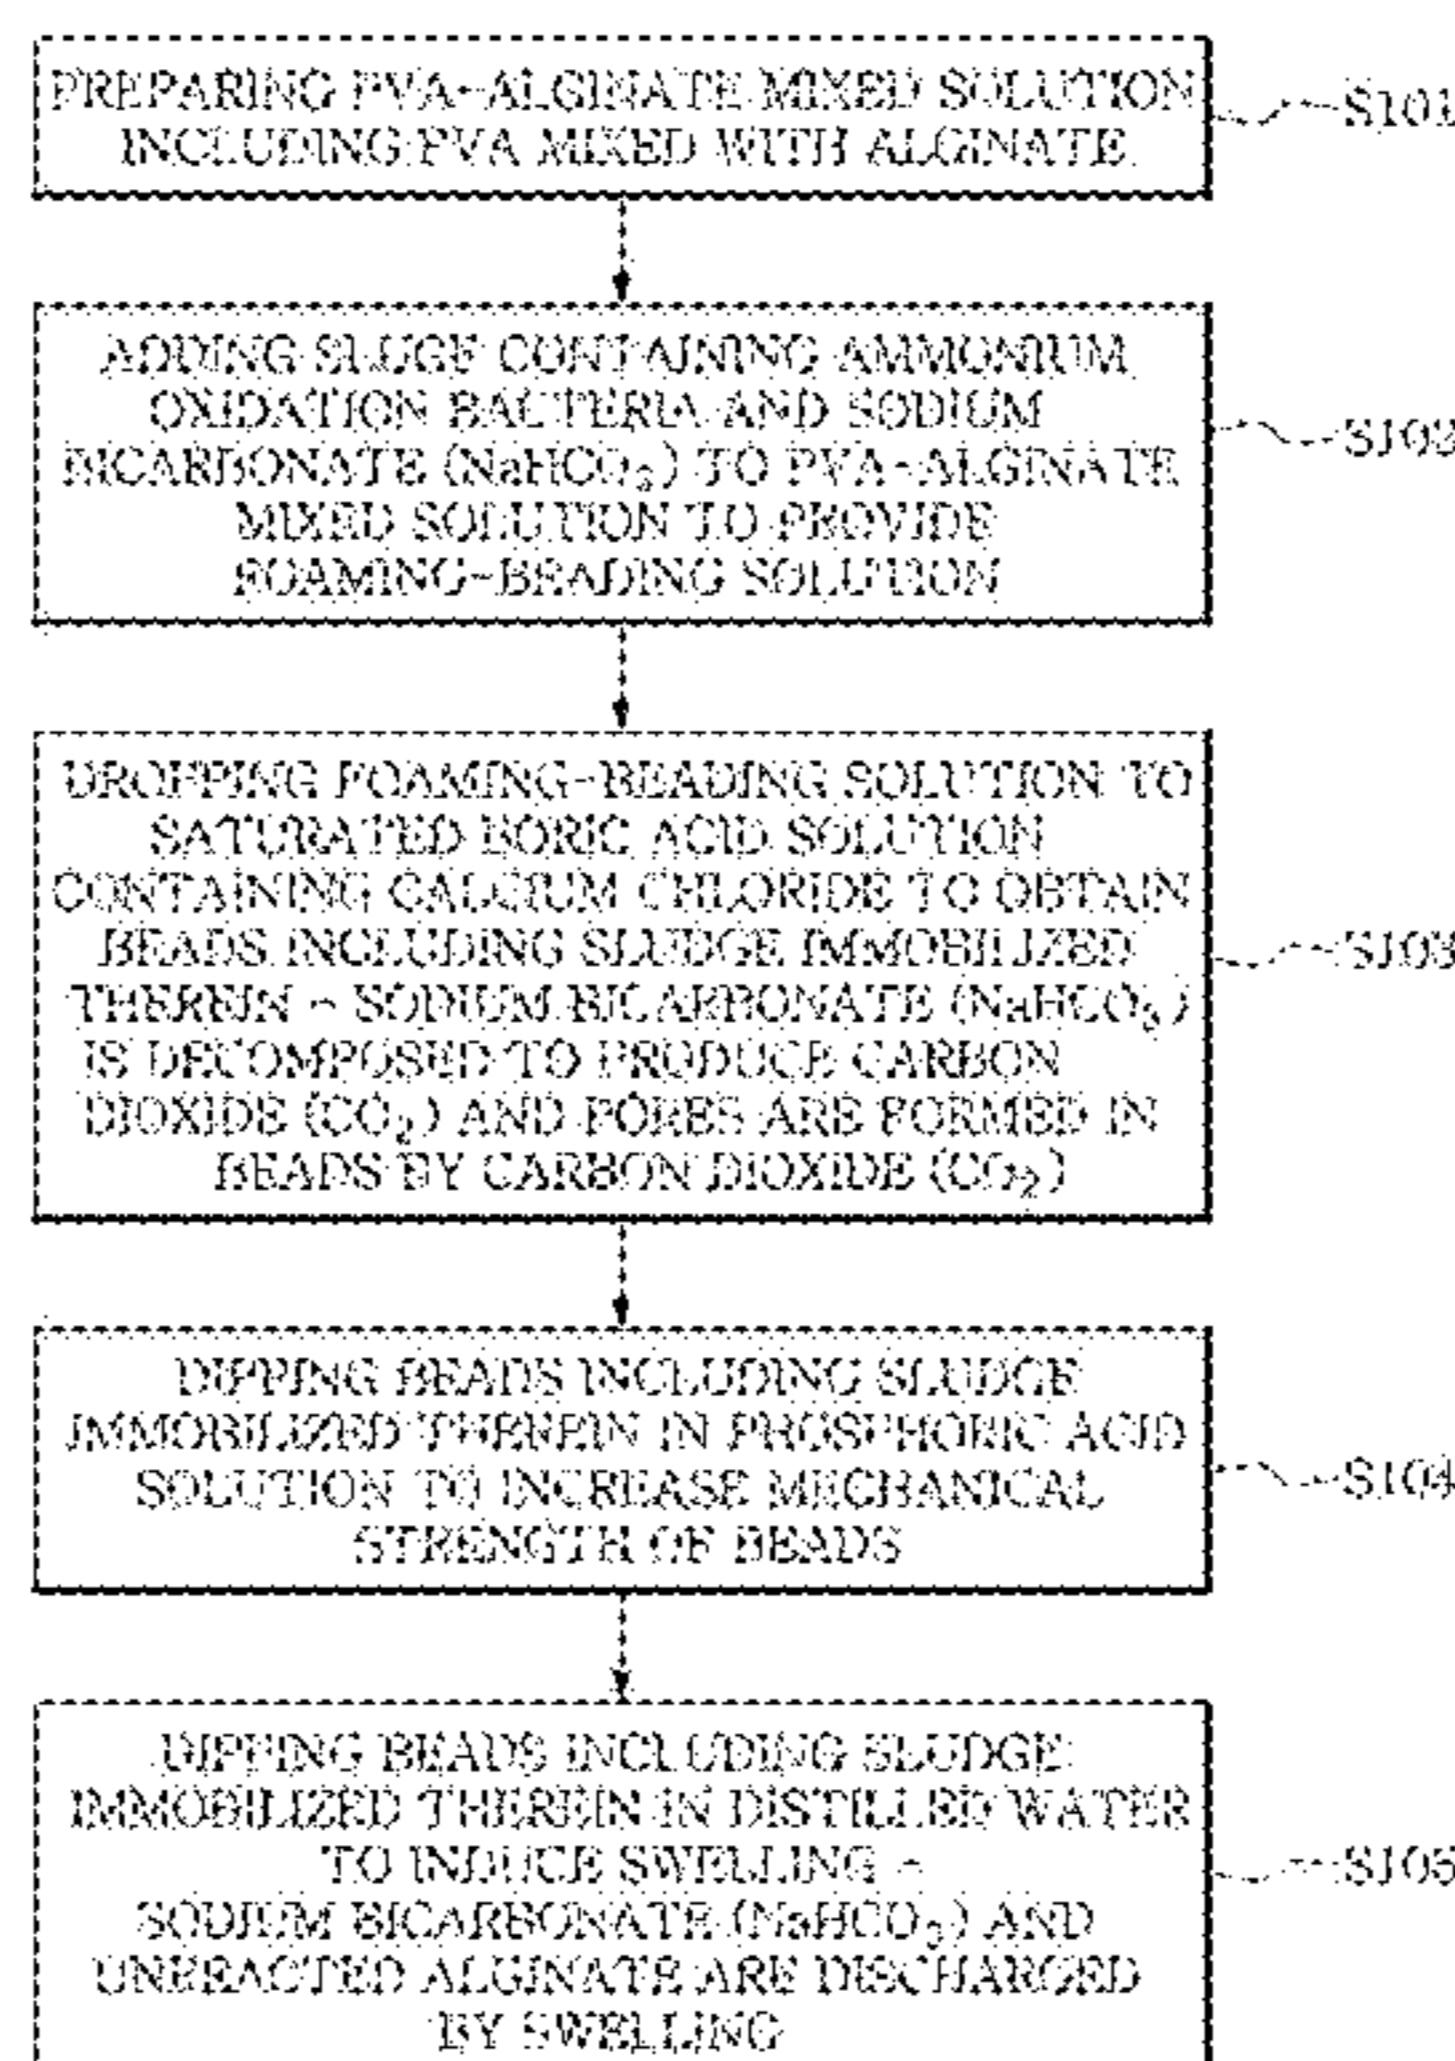 PREPARING PVA-ALGINATE MIXED SOLUTION
INCLUDING PVA MIXED WITH ALGINATE
S101
ADDING SLUGE CONTAINING AMMONIUM
OXIDATION BACTERIA AND SODIUM
BICARBONATE (NaHCO₃) TO PVA-ALGINATE
MIXED SOLUTION TO PROVIDE
FOAMING-BEADING SOLUTION
S102
DROPPING FOAMING-BEADING SOLUTION TO
SATURATED BORIC ACID SOLUTION
CONTAINING CALCIUM CHLORIDE TO OBTAIN
BEADS INCLUDING SLUDGE IMMOBILIZED
THEREIN - SODIUM BICARBONATE (NaHCO₃)
IS DECOMPOSED TO PRODUCE CARBON
DIOXIDE (CO₂) AND PORES ARE FORMED IN
BEADS BY CARBON DIOXIDE (CO₂)
S103
DIPPING BEADS INCLUDING SLUDGE
IMMOBILIZED THEREIN IN PHOSPHORIC ACID
SOLUTION TO INCREASE MECHANICAL
STRENGTH OF BEADS
S104
DIPPING BEADS INCLUDING SLUDGE
IMMOBILIZED THEREIN IN DISTILLED WATER
TO INDUCE SWELLING -
SODIUM BICARBONATE (NaHCO₃) AND
UNREACTED ALGINATE ARE DISCHARGED
BY SWELLING
S105